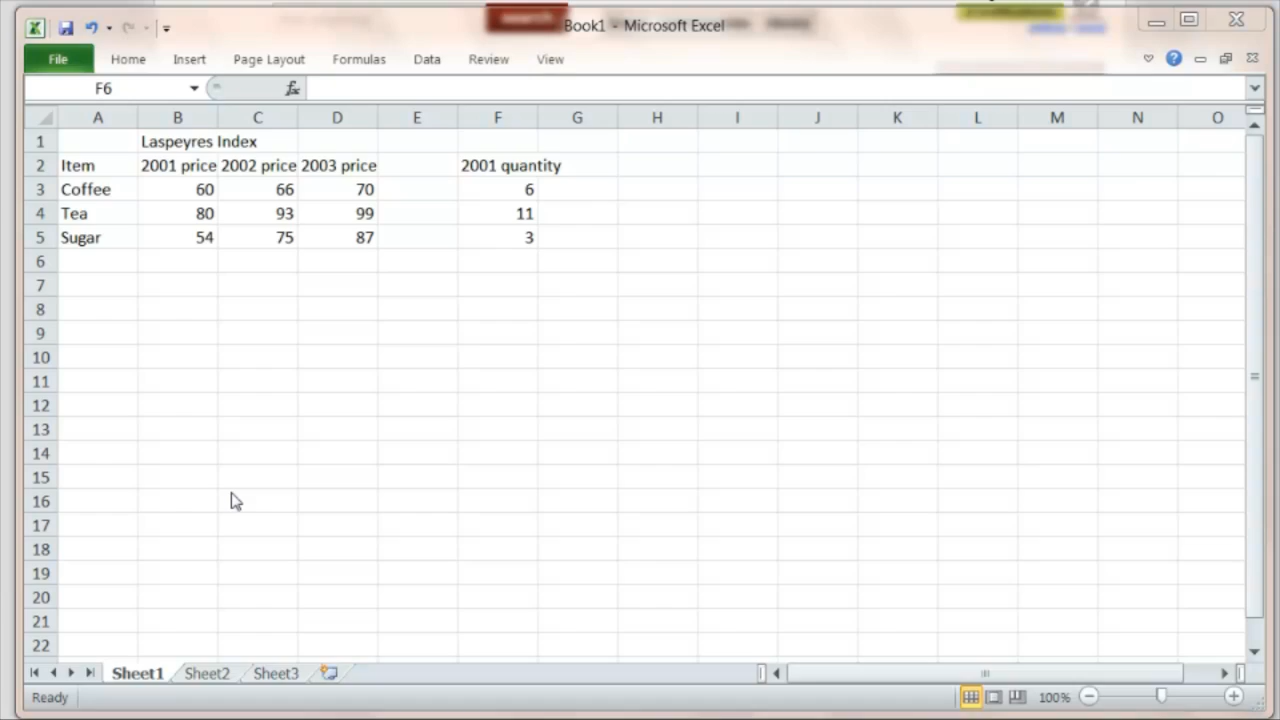 Book1 - Microsoft Excel
File Home Insert Page Layout Formulas Data Review View
F6 fx
A B C D E F G H I J K L M N O
1 Laspeyres Index
2 Item 2001 price 2002 price 2003 price 2001 quantity
3 Coffee 60 66 70 6
4 Tea 80 93 99 11
5 Sugar 54 75 87 3
6
7
8
9
10
11
12
13
14
15
16
17
18
19
20
21
22
Sheet1 Sheet2 Sheet3
Ready 100%